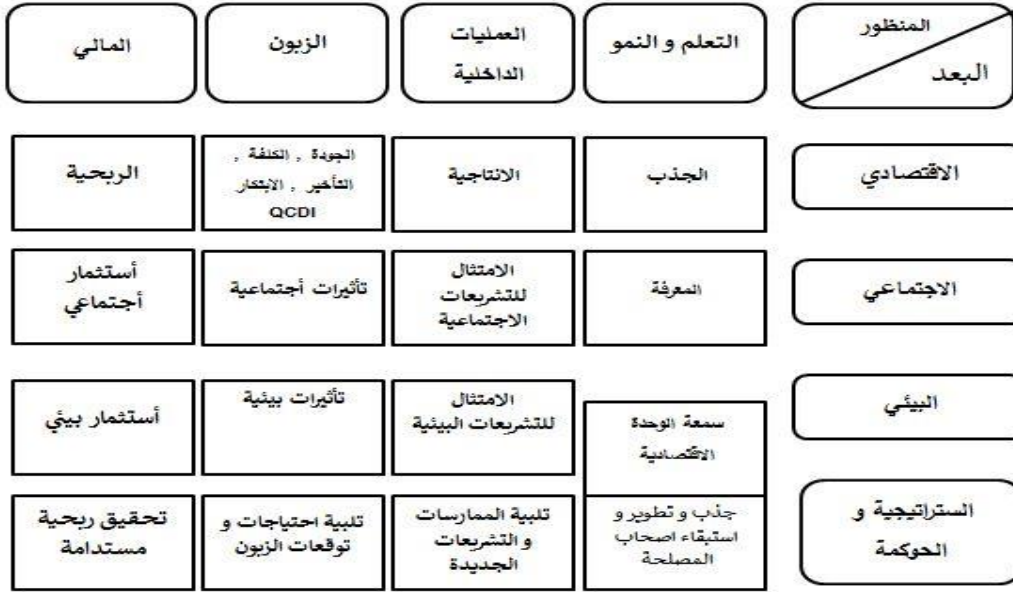 المنظور
البعد
التعلم و النمو
العمليات
الداخلية
الزبون
المالي
الاقتصادي
الجذب
الانتاجية
الجودة , الكلفة ,
التأخير , الابتكار
QCDI
الربحية
الاجتماعي
المعرفة
الامتثال
للتشريعات
الاجتماعية
تأثيرات أجتماعية
أستثمار
أجتماعي
البيئي
سمعة الوحدة
الاقتصادية
الامتثال
للتشريعات البيئية
تأثيرات بيئية
أستثمار بيئي
الستراتيجية و
الحوكمة
جذب و تطوير و
استبقاء اصحاب
المصلحة
تلبية الممارسات
و التشريعات
الجديدة
تلبية احتياجات و
توقعات الزبون
تحقيق ربحية
مستدامة